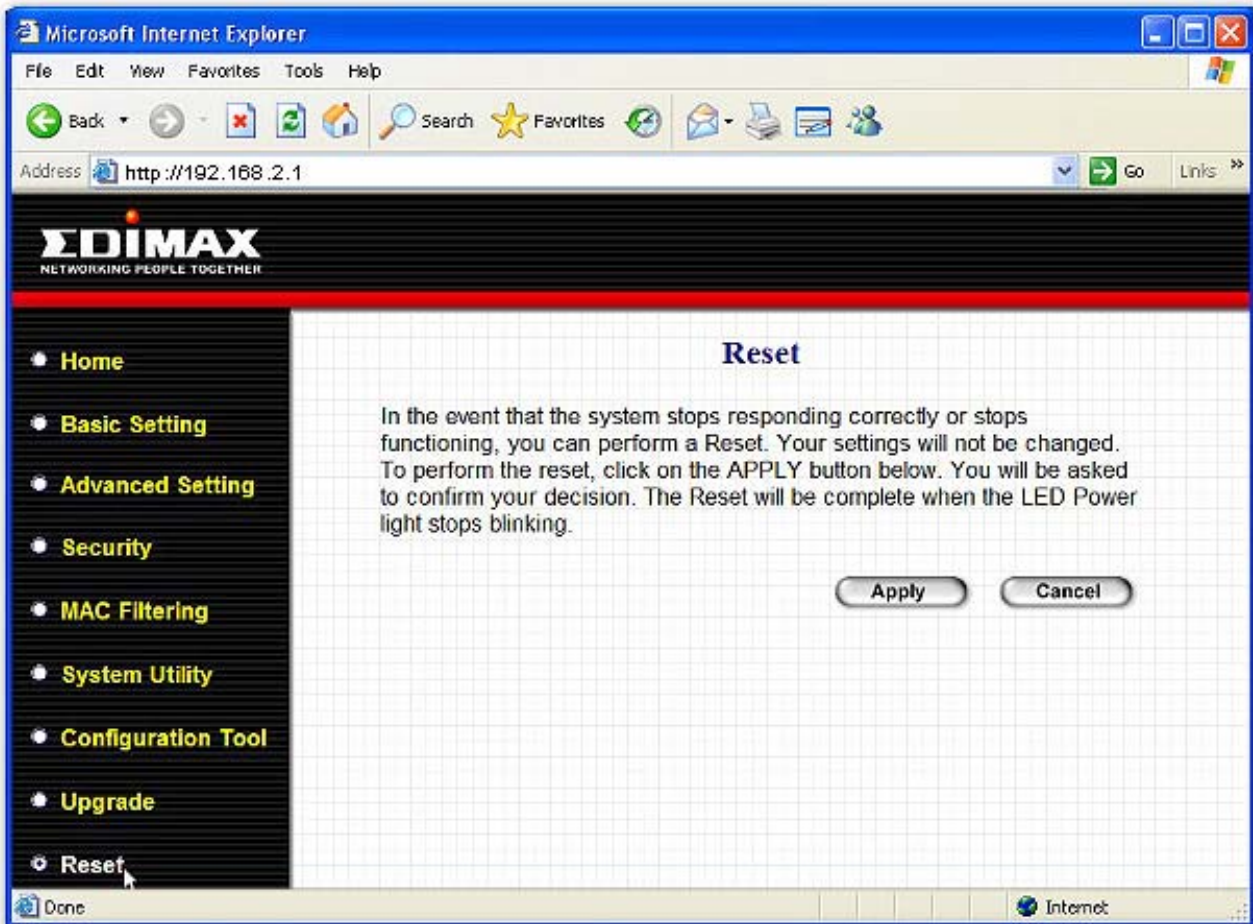 Microsoft Internet Explorer
File Edit View Favorites Tools Help
Back Search Favorites
Address http://192.168.2.1 Go Links »
EDIMAX
NETWORKING PEOPLE TOGETHER
Home
Basic Setting
Advanced Setting
Security
MAC Filtering
System Utility
Configuration Tool
Upgrade
Reset
Reset
In the event that the system stops responding correctly or stops
functioning, you can perform a Reset. Your settings will not be changed.
To perform the reset, click on the APPLY button below. You will be asked
to confirm your decision. The Reset will be complete when the LED Power
light stops blinking.
Apply Cancel
Done Internet